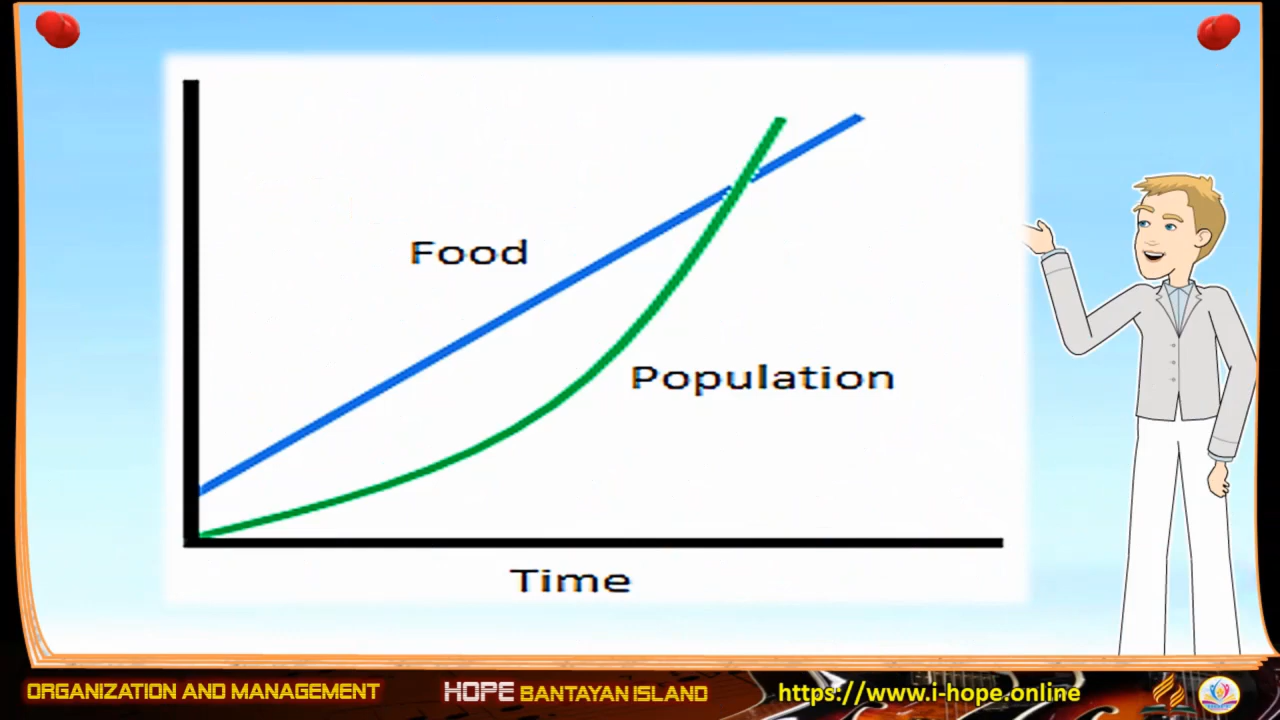 Food
Population
Time
ORGANIZATION AND MANAGEMENT
HOPE BANTAYAN ISLAND
https://www.i-hope.online